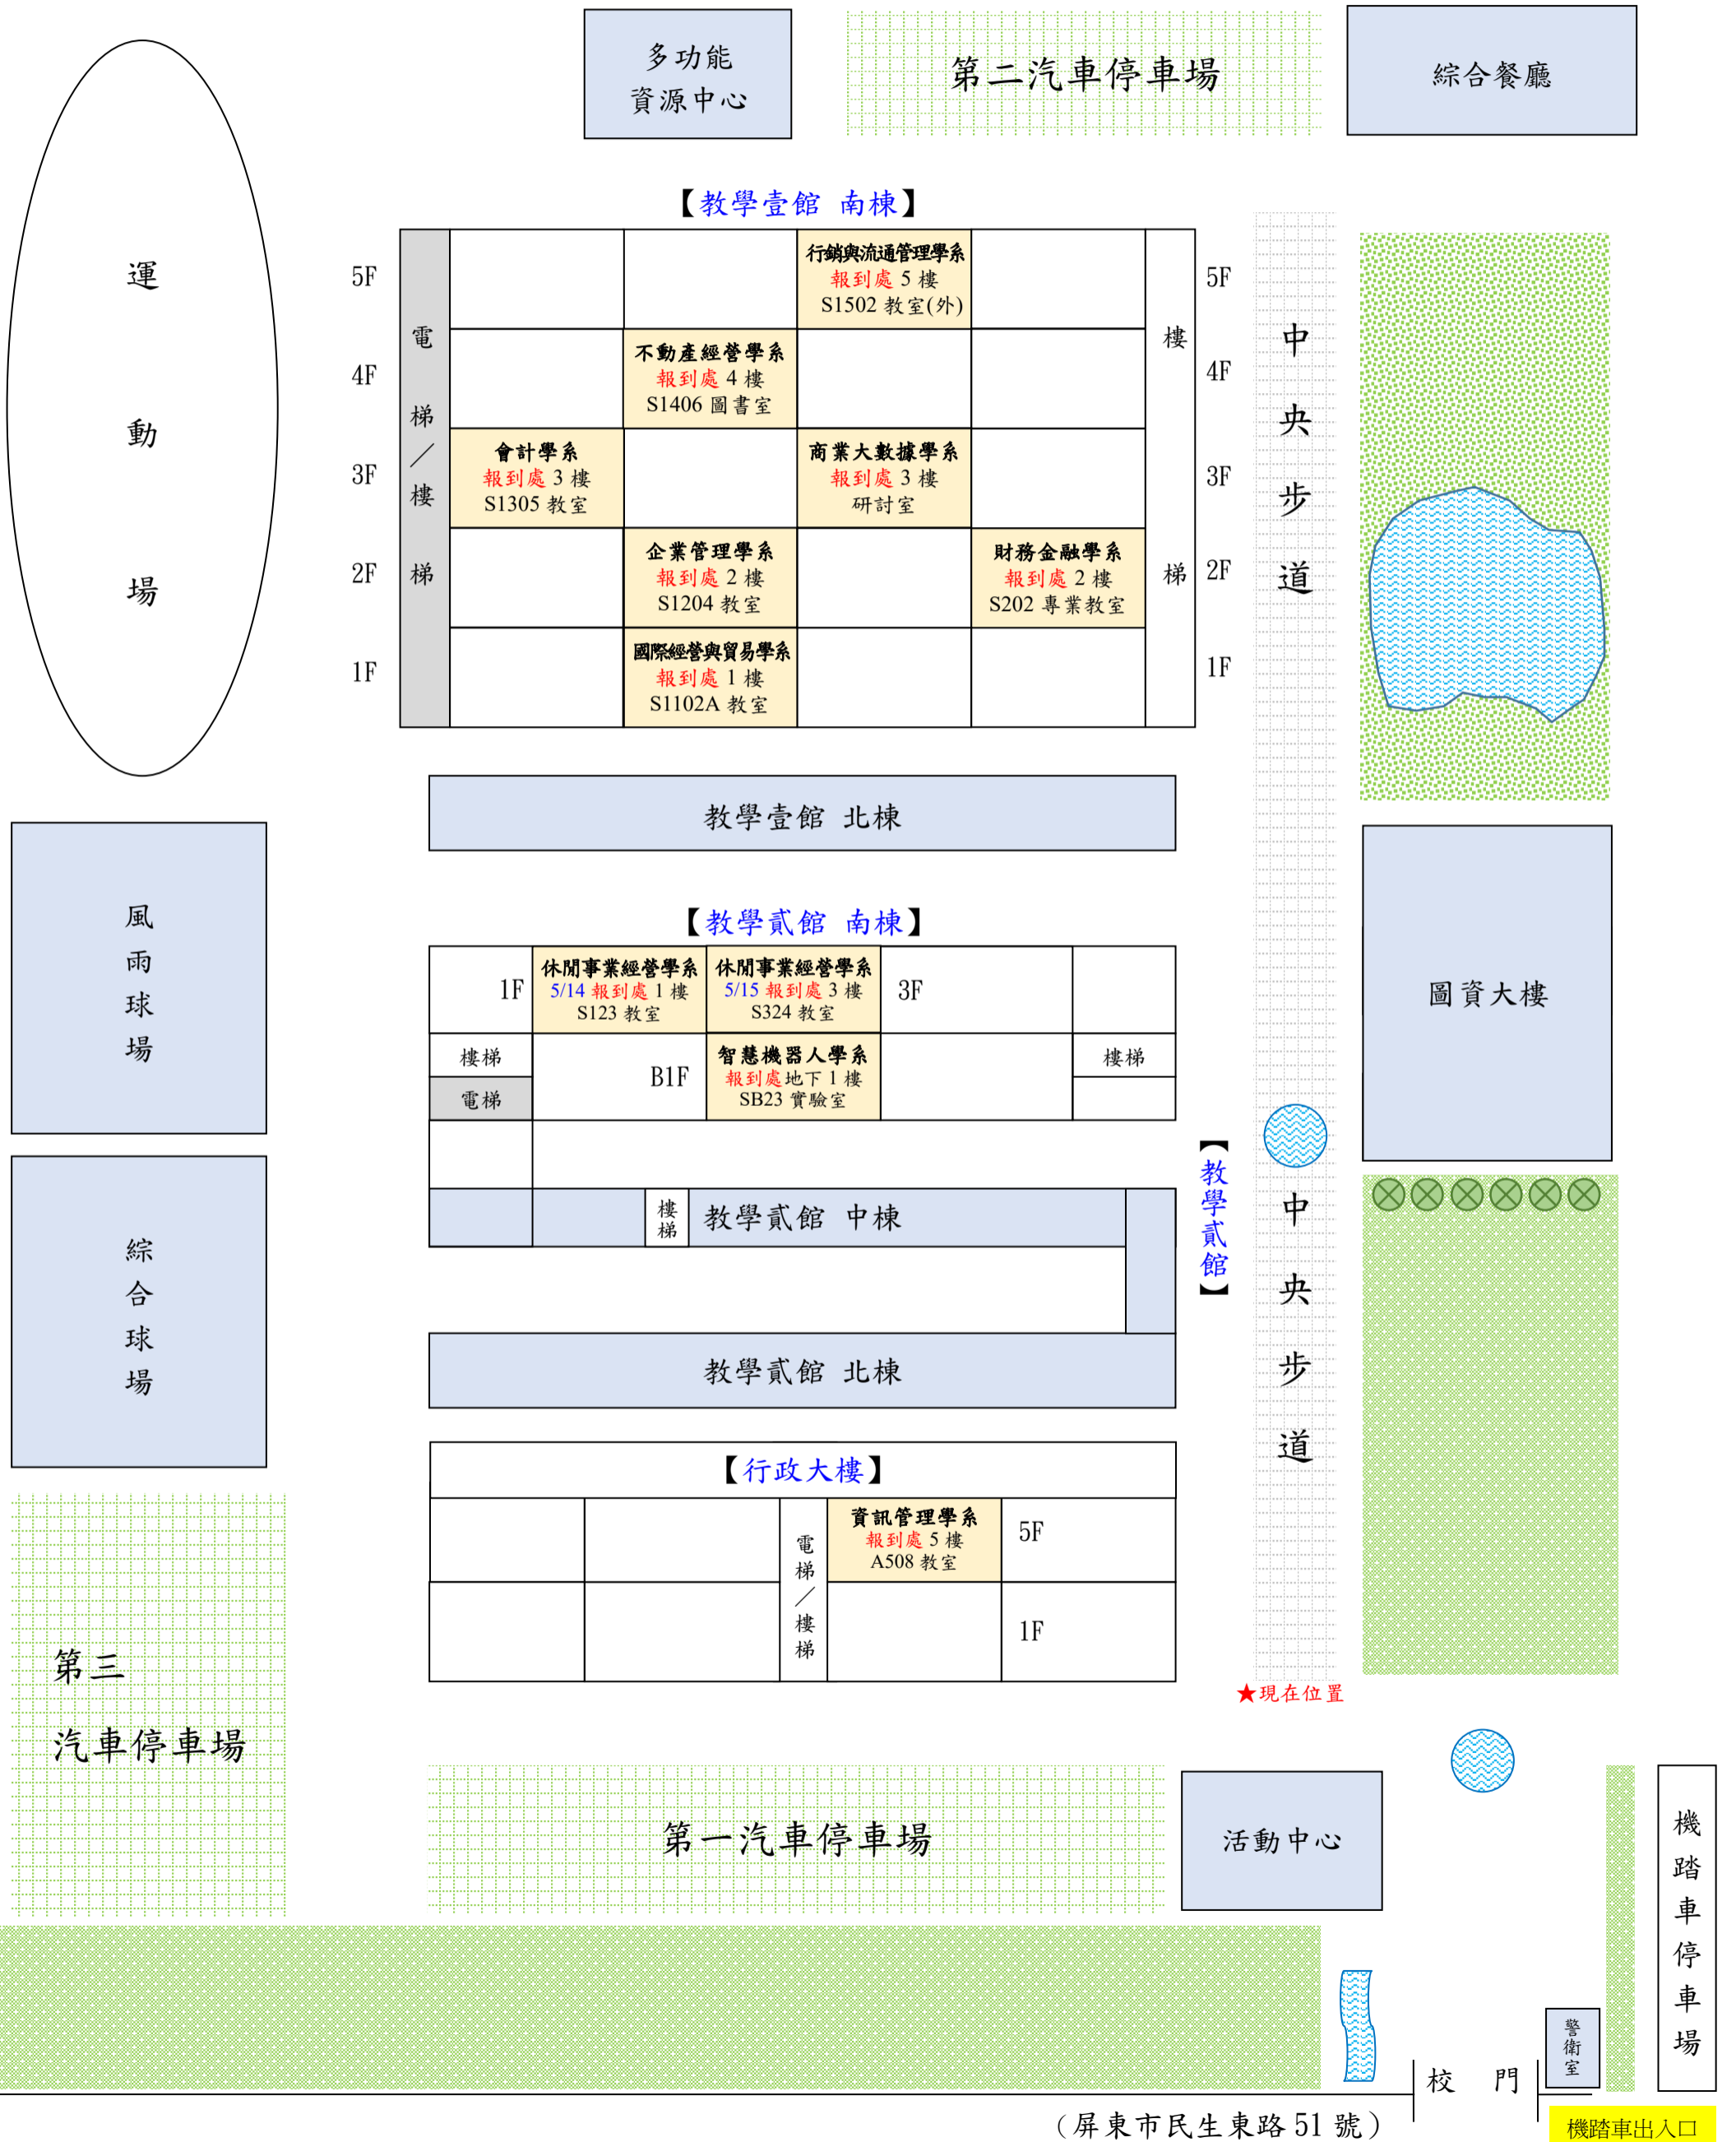 多功能
資源中心
第二汽車停車場
綜合餐廳
運動場
【教學壹館 南棟】
5F
4F
3F
2F
1F
電梯／樓梯
行銷與流通管理學系
報到處 5 樓
S1502 教室(外)
不動產經營學系
報到處 4 樓
S1406 圖書室
會計學系
報到處 3 樓
S1305 教室
商業大數據學系
報到處 3 樓
研討室
企業管理學系
報到處 2 樓
S1204 教室
財務金融學系
報到處 2 樓
S202 專業教室
國際經營與貿易學系
報到處 1 樓
S1102A 教室
樓梯
5F
4F
3F
2F
1F
中央步道
教學壹館 北棟
風雨球場
【教學貳館 南棟】
1F
休閒事業經營學系
5/14 報到處 1 樓
S123 教室
休閒事業經營學系
5/15 報到處 3 樓
S324 教室
3F
樓梯
電梯
B1F
智慧機器人學系
報到處地下 1 樓
SB23 實驗室
樓梯
圖資大樓
綜合球場
樓梯
教學貳館 中棟
【教學貳館】
中央步道
教學貳館 北棟
【行政大樓】
電梯／樓梯
資訊管理學系
報到處 5 樓
A508 教室
5F
1F
★現在位置
第三
汽車停車場
第一汽車停車場
活動中心
機踏車停車場
警衛室
校 門
（屏東市民生東路 51 號）
機踏車出入口